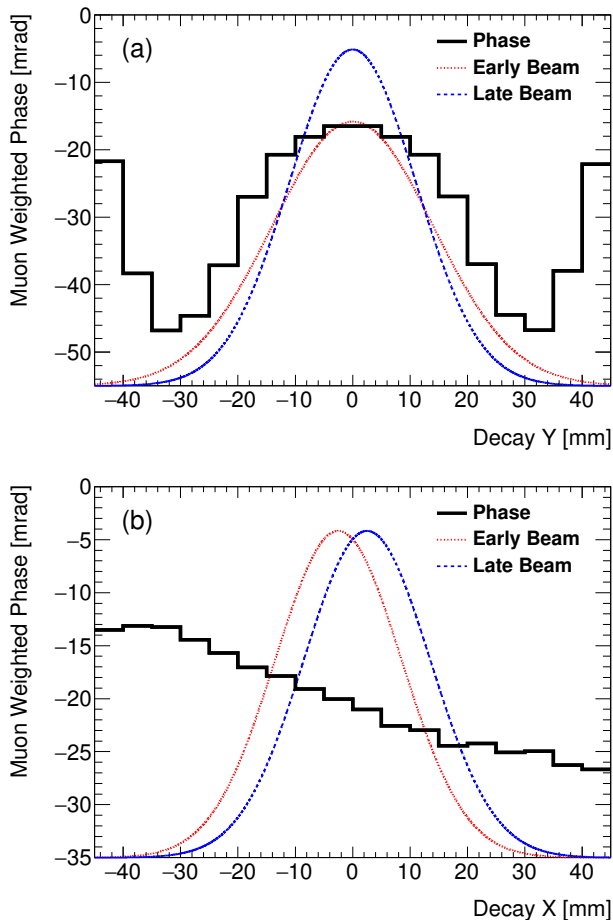 (a)
Phase
Early Beam
Late Beam
Muon Weighted Phase [mrad]
0
−10
−20
−30
−40
−50
−40 −30 −20 −10 0 10 20 30 40
Decay Y [mm]
(b)
Phase
Early Beam
Late Beam
Muon Weighted Phase [mrad]
0
−5
−10
−15
−20
−25
−30
−35
−40 −30 −20 −10 0 10 20 30 40
Decay X [mm]